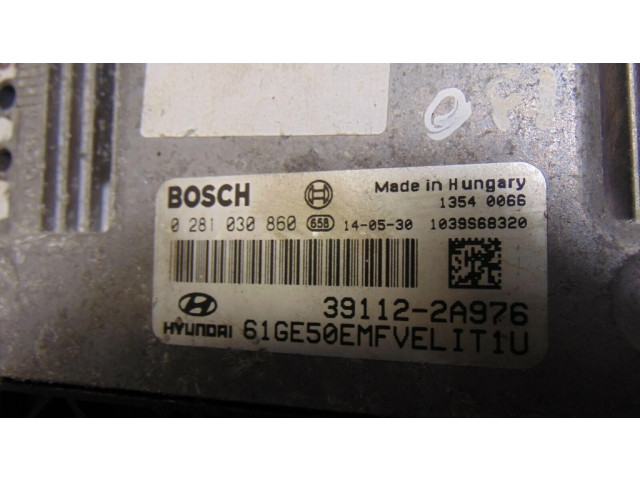 BOSCH Made in Hungary
1354 0066
0 281 030 860 658 14-05-30 1039S68320
39112-2A976
HYUNDAI 61GE50EMFVELIT1U